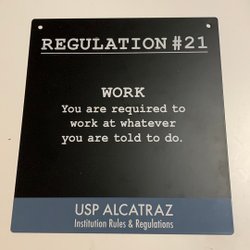 REGULATION #21
WORK
You are required to
work at whatever
you are told to do.
USP ALCATRAZ
Institution Rules & Regulations